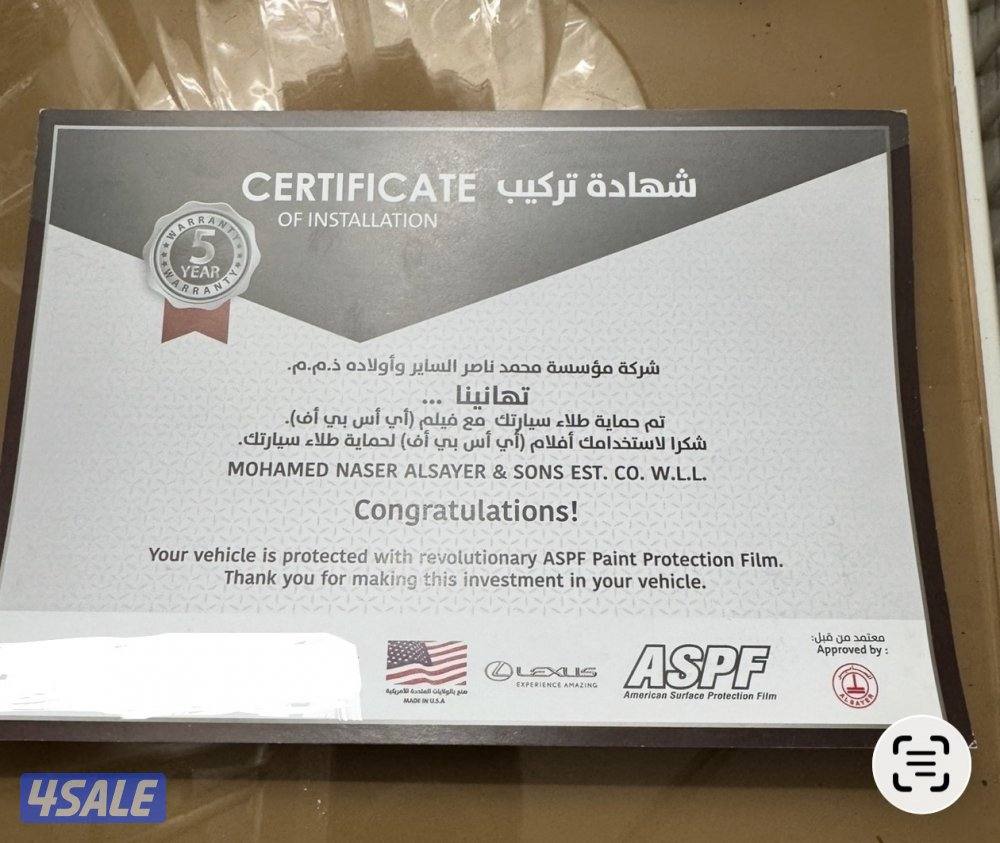 CERTIFICATE شهادة تركيب
OF INSTALLATION
WARRANTY
5
YEAR
WARRANTY
شركة مؤسسة محمد ناصر الساير وأولاده ذ.م.م.
تهانينا ...
تم حماية طلاء سيارتك مع فيلم (أي أس بي أف).
شكرا لاستخدامك أفلام (أي أس بي أف) لحماية طلاء سيارتك.
MOHAMED NASER ALSAYER & SONS EST. CO. W.L.L.
Congratulations!
Your vehicle is protected with revolutionary ASPF Paint Protection Film.
Thank you for making this investment in your vehicle.
صنع بالولايات المتحدة الأمريكية
MADE IN U.S.A
LEXUS
EXPERIENCE AMAZING
ASPF
American Surface Protection Film
معتمد من قبل:
Approved by :
ALSAYER
4SALE